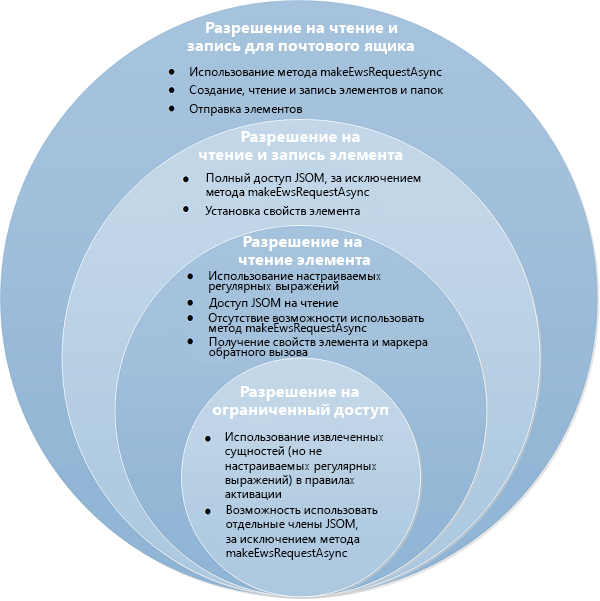 Разрешение на чтение и
запись для почтового ящика
● Использование метода makeEwsRequestAsync
● Создание, чтение и запись элементов и папок
● Отправка элементов
Разрешение на
чтение и запись элемента
● Полный доступ JSOM, за исключением
метода makeEwsRequestAsync
● Установка свойств элемента
Разрешение на
чтение элемента
● Использование настраиваемых
регулярных выражений
● Доступ JSOM на чтение
● Отсутствие возможности использовать
метод makeEwsRequestAsync
● Получение свойств элемента и маркера
обратного вызова
Разрешение на
ограниченный доступ
● Использование извлеченных
сущностей (но не
настраиваемых регулярных
выражений) в правилах
активации
● Возможность использовать
отдельные члены JSOM,
за исключением метода
makeEwsRequestAsync